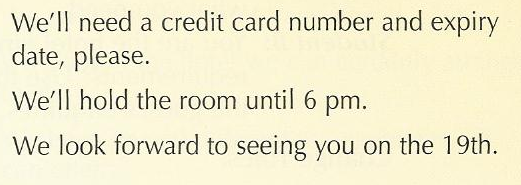 We'll need a credit card number and expiry
date, please.
We'll hold the room until 6 pm.
We look forward to seeing you on the 19th.